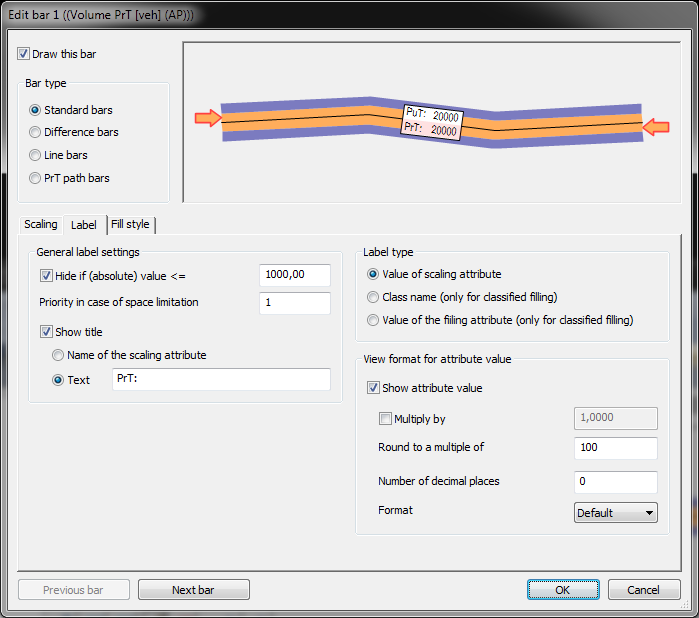 Edit bar 1 ((Volume PrT [veh] (AP)))
Draw this bar
Bar type
Standard bars
Difference bars
Line bars
PrT path bars
PuT: 20000
PrT: 20000
Scaling Label Fill style
General label settings
Hide if (absolute) value <= 1000,00
Priority in case of space limitation 1
Show title
Name of the scaling attribute
Text PrT:
Label type
Value of scaling attribute
Class name (only for classified filling)
Value of the filling attribute (only for classified filling)
View format for attribute value
Show attribute value
Multiply by 1,0000
Round to a multiple of 100
Number of decimal places 0
Format Default
Previous bar Next bar OK Cancel